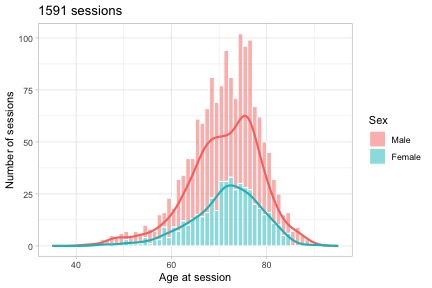 1591 sessions
100
75
50
25
0
Number of sessions
40
60
80
Age at session
Sex
Male
Female